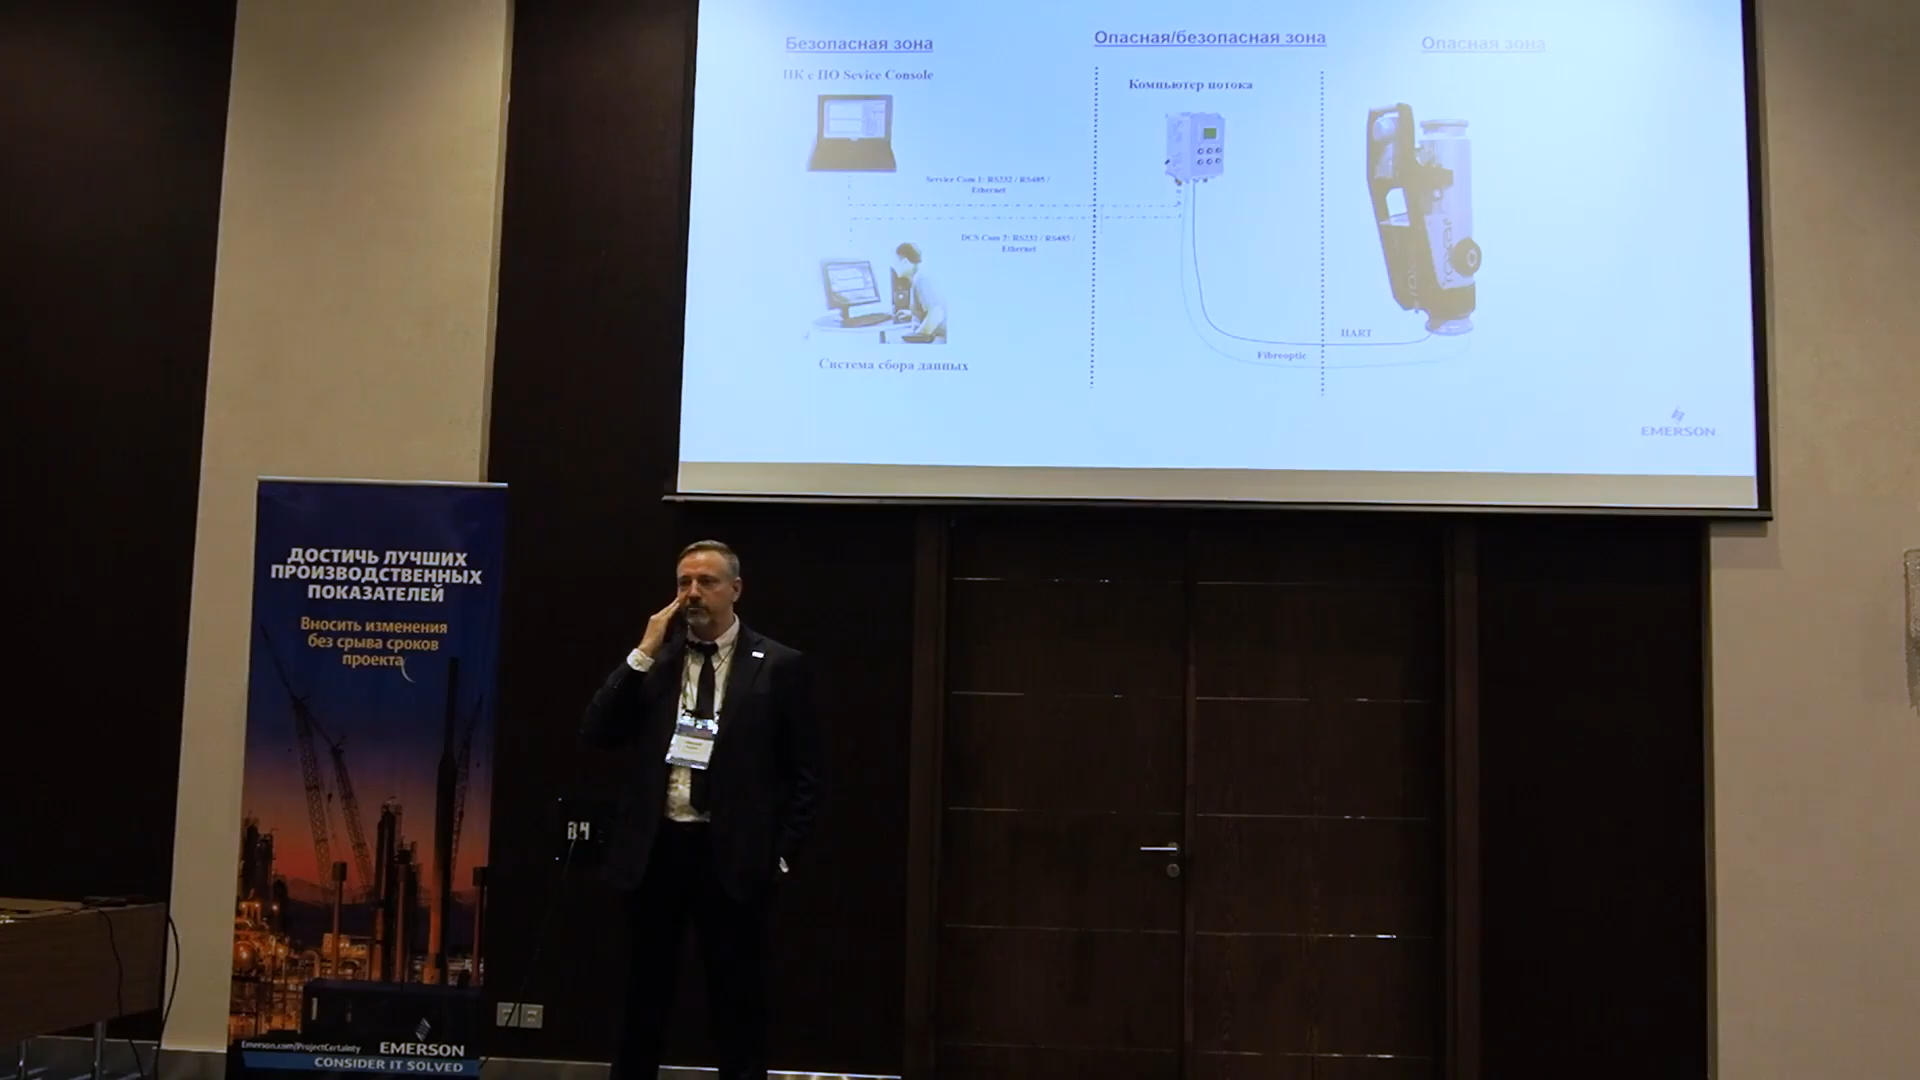 Безопасная зона
Опасная/безопасная зона
Опасная зона
ПК с ПО Sevice Console
Компьютер потока
Service Com 1: RS232 / RS485 /
Ethernet
DCS Com 2: RS232 / RS485 /
Ethernet
HART
Fibreoptic
Система сбора данных
EMERSON
ДОСТИЧЬ ЛУЧШИХ
ПРОИЗВОДСТВЕННЫХ
ПОКАЗАТЕЛЕЙ
Вносить изменения
без срыва сроков
проекта
Emerson.com/ProjectCertainty
EMERSON
CONSIDER IT SOLVED